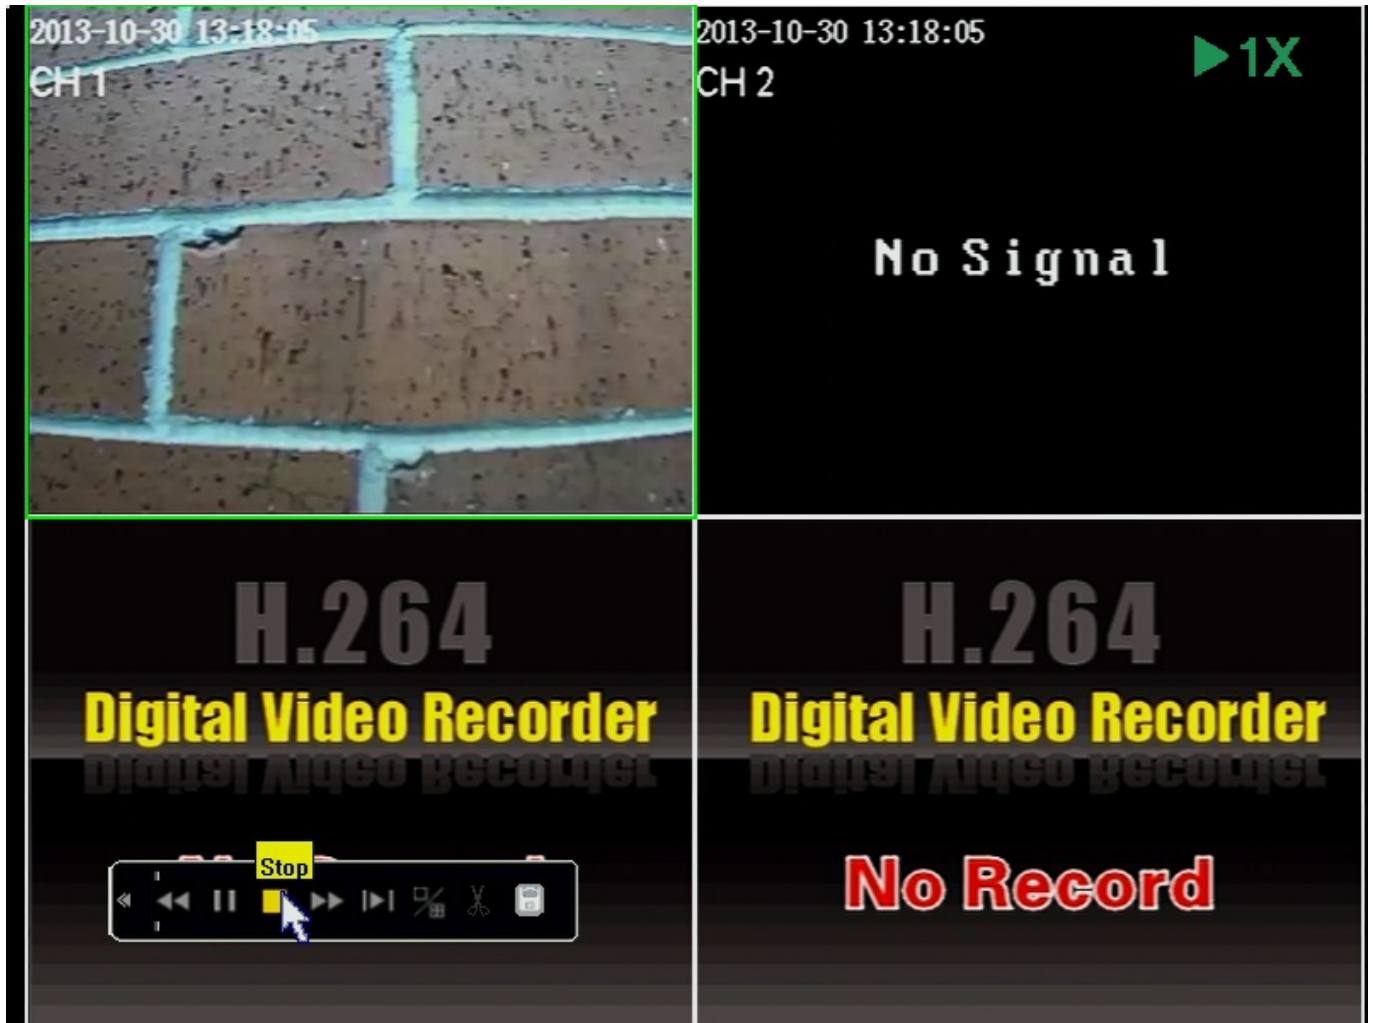 2013-10-30 13:18:05
CH 1
2013-10-30 13:18:05
CH 2
1X
No Signal
H.264
Digital Video Recorder
Stop
H.264
Digital Video Recorder
No Record